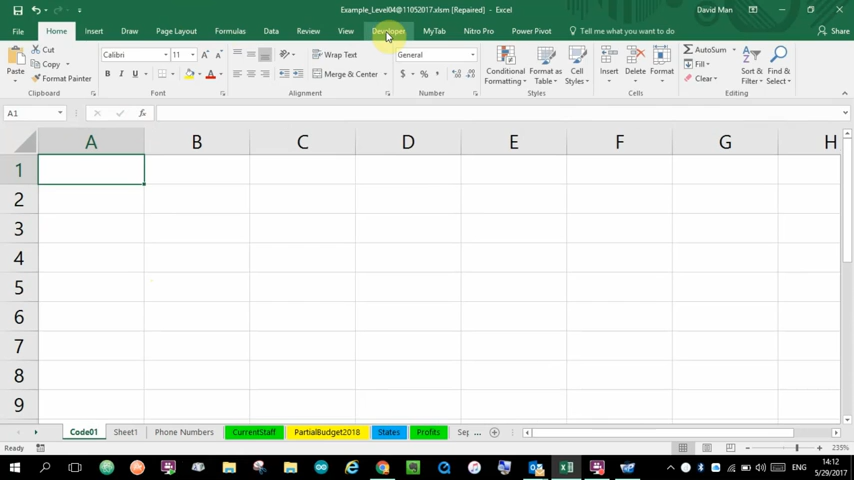 Example_Level04@11052017.xlsm [Repaired] - Excel
David Man
File Home Insert Page Layout Formulas Data Review View Developer MyTab Nitro Pro Power Pivot Tell me what you want to do Share
Paste
Cut
Copy
Format Painter
Clipboard
Calibri 11
B I U
Font
Wrap Text
Merge & Center
Alignment
General
$ % ,
Number
Conditional Formatting
Format as Table
Cell Styles
Styles
Insert
Delete
Format
Cells
AutoSum
Fill
Clear
Sort & Filter
Find & Select
Editing
A1
fx
A B C D E F G H
1
2
3
4
5
6
7
8
9
Code01 Sheet1 Phone Numbers CurrentStaff PartialBudget2018 States Profits Sep ...
Ready
235%
ENG
14:12
5/29/2017